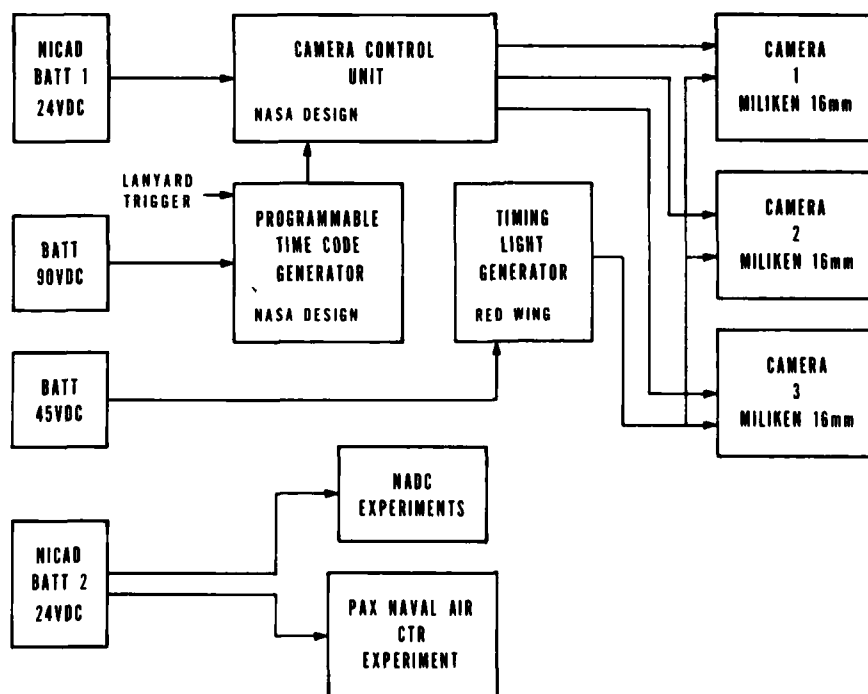 NICAD
BATT 1
24VDC
CAMERA CONTROL
UNIT
NASA DESIGN
CAMERA
1
MILIKEN 16mm
LANYARD
TRIGGER
BATT
90VDC
PROGRAMMABLE
TIME CODE
GENERATOR
NASA DESIGN
TIMING
LIGHT
GENERATOR
RED WING
CAMERA
2
MILIKEN 16mm
BATT
45VDC
CAMERA
3
MILIKEN 16mm
NADC
EXPERIMENTS
NICAD
BATT 2
24VDC
PAX NAVAL AIR
CTR
EXPERIMENT